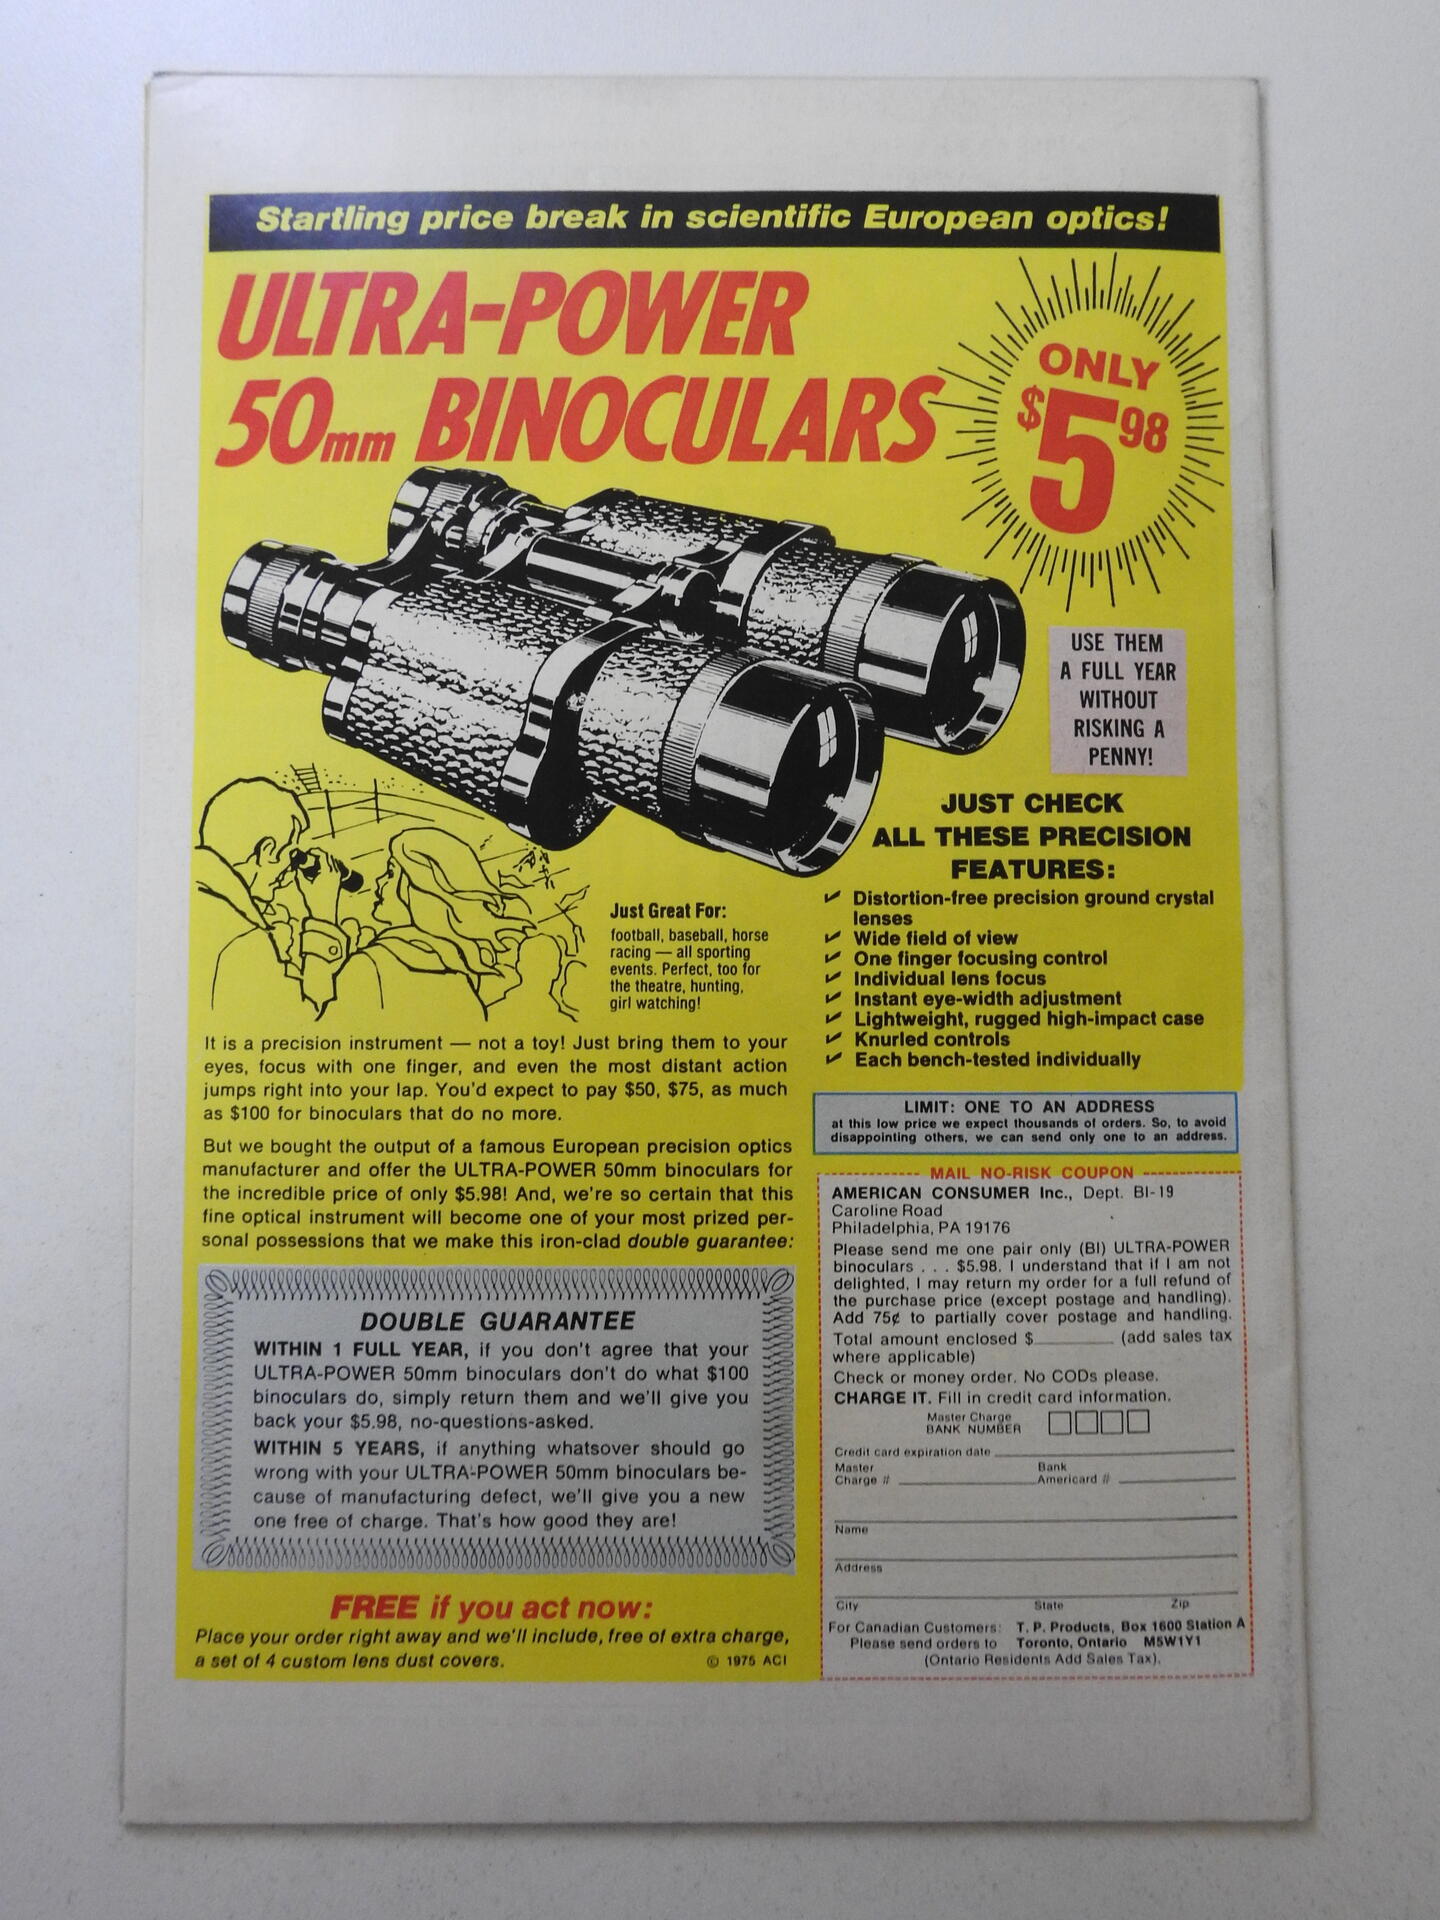 Startling price break in scientific European optics!
ULTRA-POWER
50mm BINOCULARS
ONLY
$5.98
USE THEM
A FULL YEAR
WITHOUT
RISKING A
PENNY!
JUST CHECK
ALL THESE PRECISION
FEATURES:
✔ Distortion-free precision ground crystal
lenses
✔ Wide field of view
✔ One finger focusing control
✔ Individual lens focus
✔ Instant eye-width adjustment
✔ Lightweight, rugged high-impact case
✔ Knurled controls
✔ Each bench-tested individually
Just Great For:
football, baseball, horse
racing — all sporting
events. Perfect, too for
the theatre, hunting,
girl watching!
It is a precision instrument — not a toy! Just bring them to your
eyes, focus with one finger, and even the most distant action
jumps right into your lap. You'd expect to pay $50, $75, as much
as $100 for binoculars that do no more.
But we bought the output of a famous European precision optics
manufacturer and offer the ULTRA-POWER 50mm binoculars for
the incredible price of only $5.98! And, we're so certain that this
fine optical instrument will become one of your most prized per-
sonal possessions that we make this iron-clad double guarantee:
DOUBLE GUARANTEE
WITHIN 1 FULL YEAR, if you don't agree that your
ULTRA-POWER 50mm binoculars don't do what $100
binoculars do, simply return them and we'll give you
back your $5.98, no-questions-asked.
WITHIN 5 YEARS, if anything whatsover should go
wrong with your ULTRA-POWER 50mm binoculars be-
cause of manufacturing defect, we'll give you a new
one free of charge. That's how good they are!
FREE if you act now:
Place your order right away and we'll include, free of extra charge,
a set of 4 custom lens dust covers.
© 1975 ACI
LIMIT: ONE TO AN ADDRESS
at this low price we expect thousands of orders. So, to avoid
disappointing others, we can send only one to an address.
MAIL NO-RISK COUPON
AMERICAN CONSUMER Inc., Dept. BI-19
Caroline Road
Philadelphia, PA 19176
Please send me one pair only (BI) ULTRA-POWER
binoculars . . . $5.98. I understand that if I am not
delighted, I may return my order for a full refund of
the purchase price (except postage and handling).
Add 75¢ to partially cover postage and handling.
Total amount enclosed $_________ (add sales tax
where applicable)
Check or money order. No CODs please.
CHARGE IT. Fill in credit card information.
Master Charge
BANK NUMBER
Credit card expiration date
Master Bank
Charge # Americard #
Name
Address
City State Zip
For Canadian Customers: T. P. Products, Box 1600 Station A
Please send orders to Toronto, Ontario M5W1Y1
(Ontario Residents Add Sales Tax).